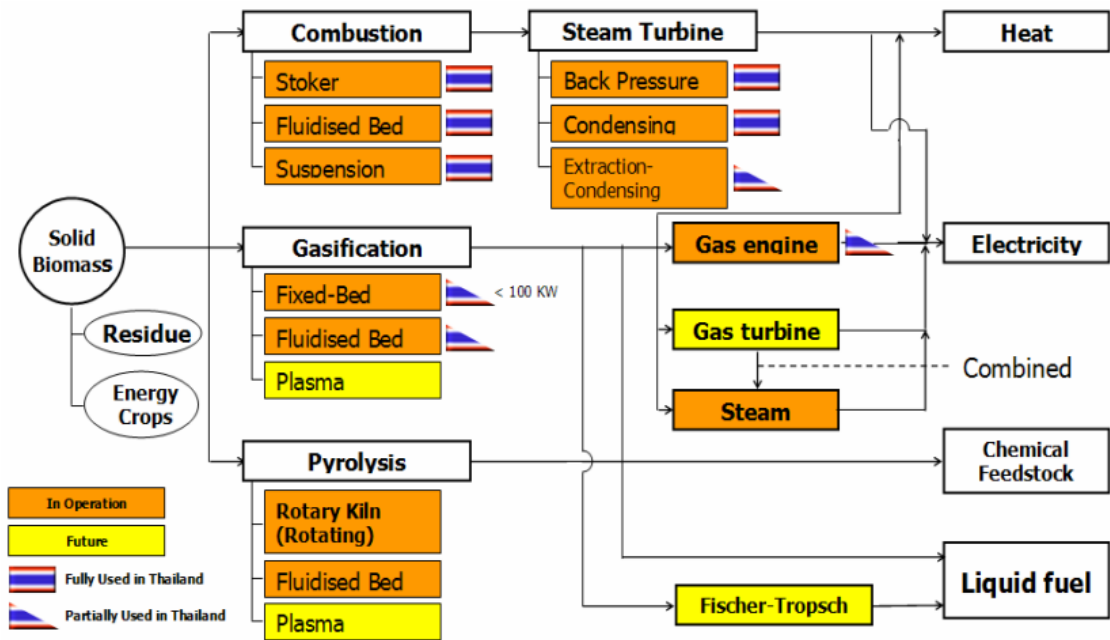 Combustion
Steam Turbine
Heat
Stoker
Back Pressure
Fluidised Bed
Condensing
Suspension
Extraction-
Condensing
Solid
Biomass
Gasification
Gas engine
Electricity
Fixed-Bed
< 100 KW
Residue
Fluidised Bed
Gas turbine
Plasma
Combined
Energy
Crops
Steam
Pyrolysis
Chemical
Feedstock
In Operation
Rotary Kiln
(Rotating)
Future
Fully Used in Thailand
Fluidised Bed
Liquid fuel
Fischer-Tropsch
Partially Used in Thailand
Plasma